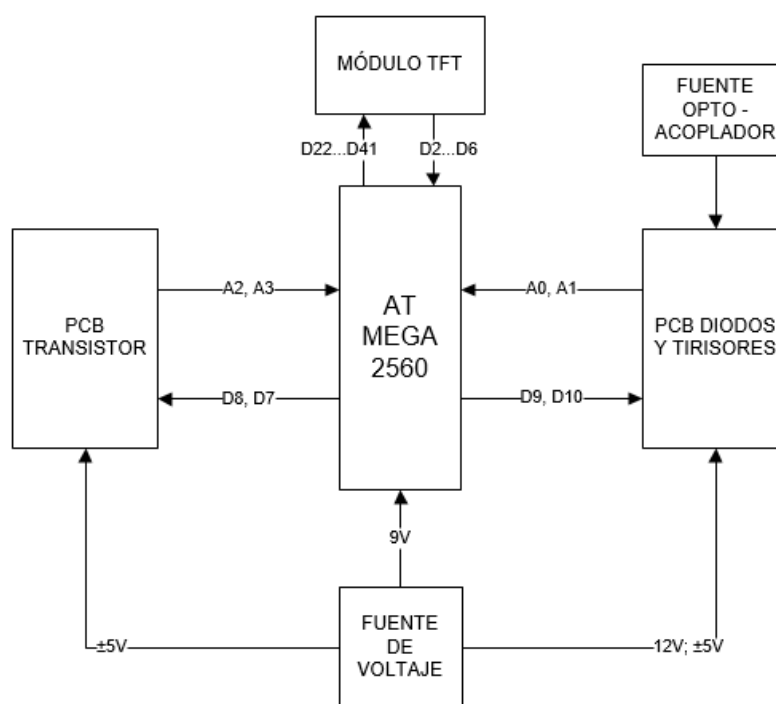 MÓDULO TFT
FUENTE
OPTO -
ACOPLADOR
D22...D41
D2...D6
PCB
TRANSISTOR
A2, A3
AT
MEGA
2560
A0, A1
PCB DIODOS
Y TIRISORES
D8, D7
D9, D10
9V
FUENTE
DE
VOLTAJE
±5V
12V; ±5V